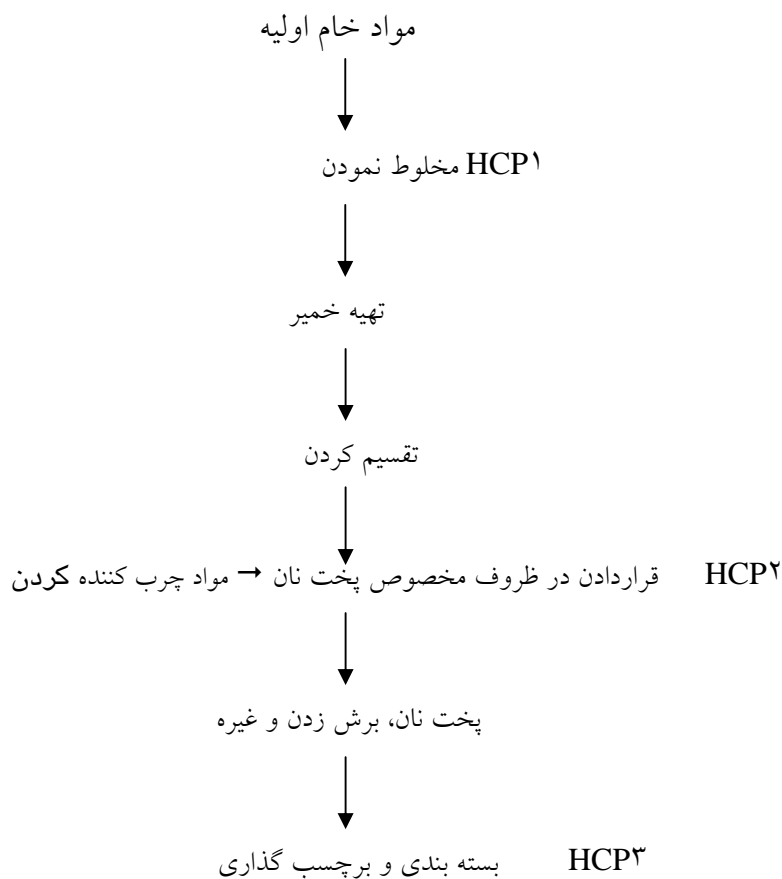 مواد خام اولیه
HCP۱ مخلوط نمودن
تهیه خمیر
تقسیم کردن
HCP۲ قراردادن در ظروف مخصوص پخت نان → مواد چرب کننده کردن
پخت نان، برش زدن و غیره
HCP۳ بسته بندی و برچسب گذاری